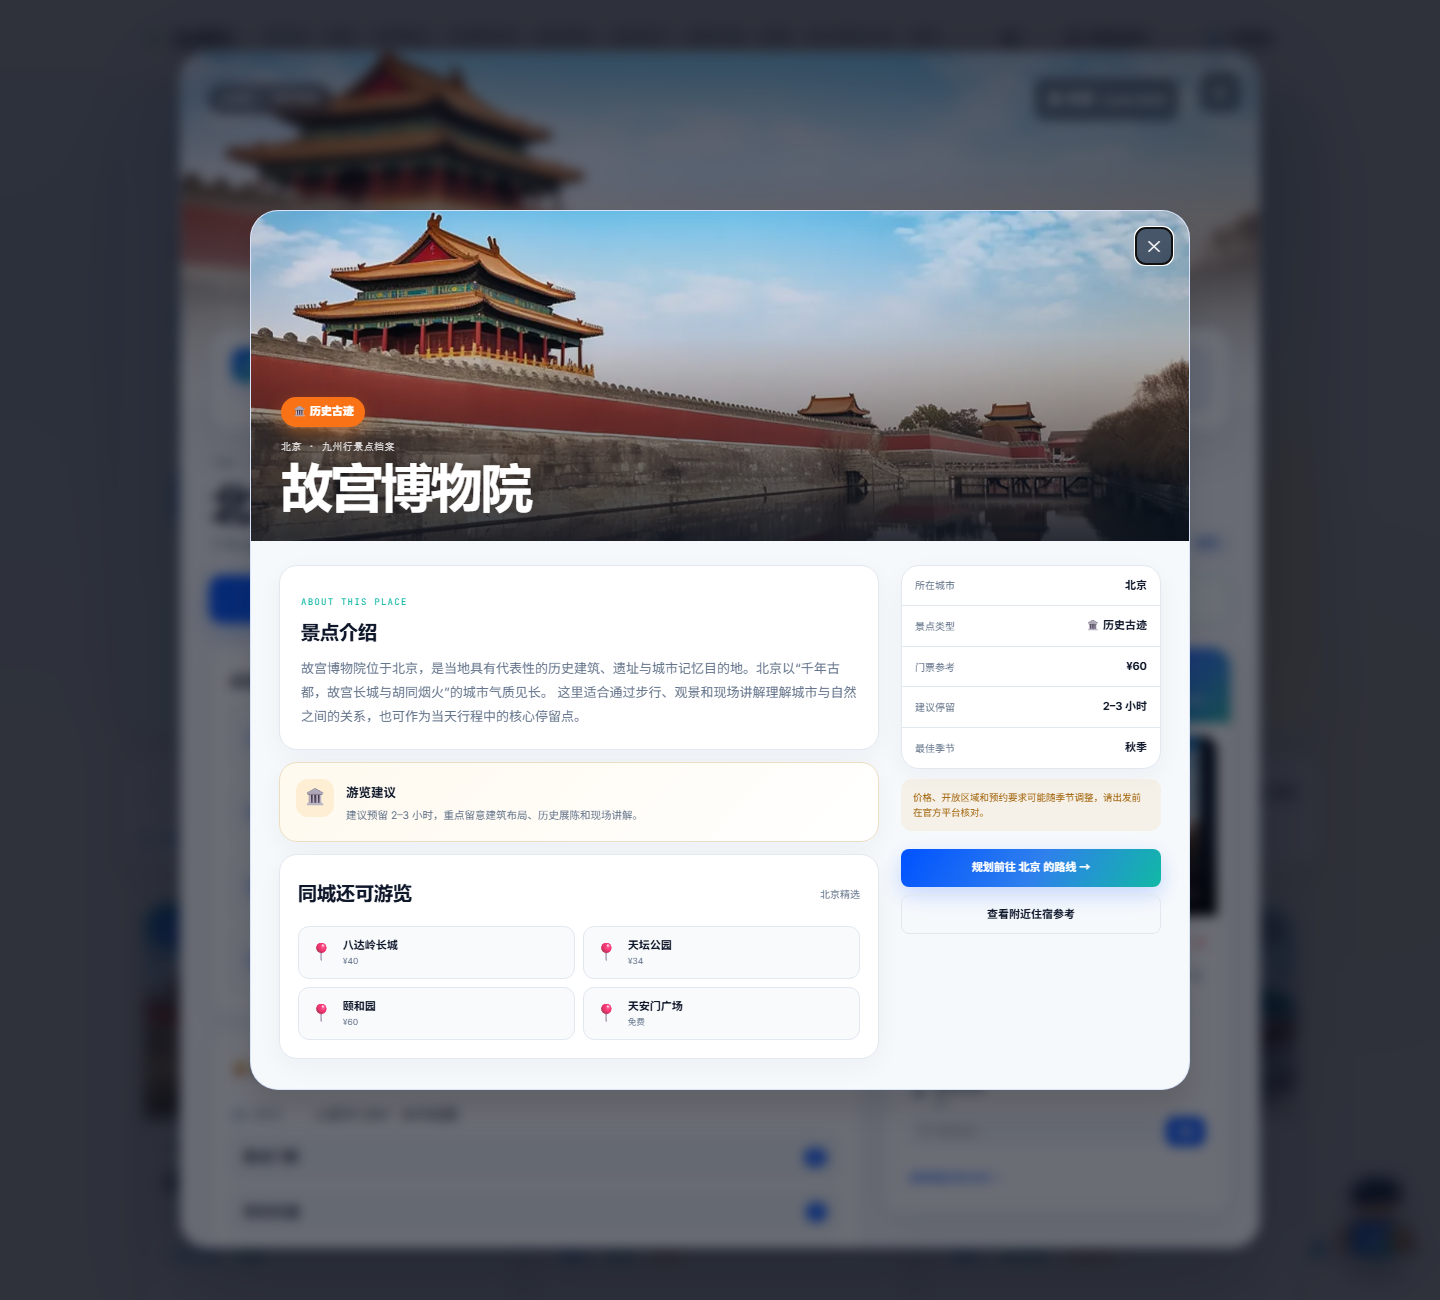 历史古迹
北京 · 九州行景点档案
故宫博物院
ABOUT THIS PLACE
景点介绍
故宫博物院位于北京，是当地具有代表性的历史建筑、遗址与城市记忆目的地。北京以“千年古
都，故宫长城与胡同烟火”的城市气质见长。 这里适合通过步行、观景和现场讲解理解城市与自然
之间的关系，也可作为当天行程中的核心停留点。
游览建议
建议预留 2–3 小时，重点留意建筑布局、历史展陈和现场讲解。
同城还可游览
北京精选
八达岭长城
¥40
天坛公园
¥34
颐和园
¥60
天安门广场
免费
所在城市 北京
景点类型 历史古迹
门票参考 ¥60
建议停留 2–3 小时
最佳季节 秋季
价格、开放区域和预约要求可能随季节调整，请出发前
在官方平台核对。
规划前往 北京 的路线 →
查看附近住宿参考